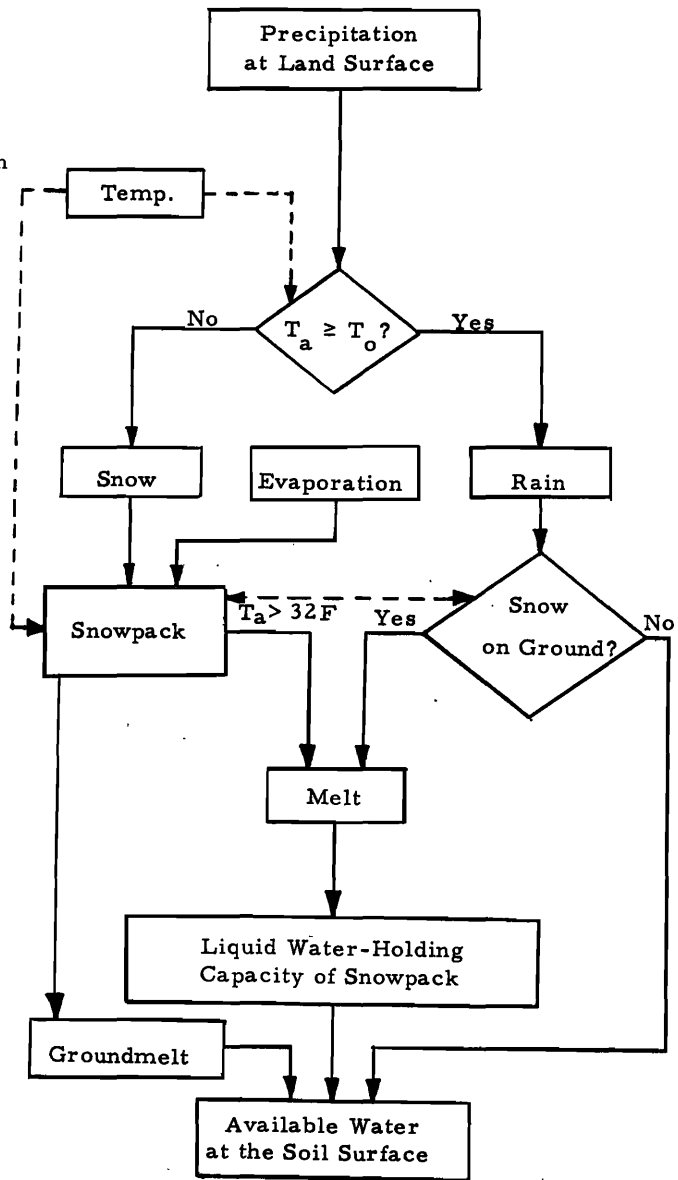 Precipitation
at Land Surface
n
Temp.
No
T_a ≥ T_o?
Yes
Snow
Evaporation
Rain
Snowpack
T_a > 32F
Yes
Snow
on Ground?
No
Melt
Liquid Water-Holding
Capacity of Snowpack
Groundmelt
Available Water
at the Soil Surface